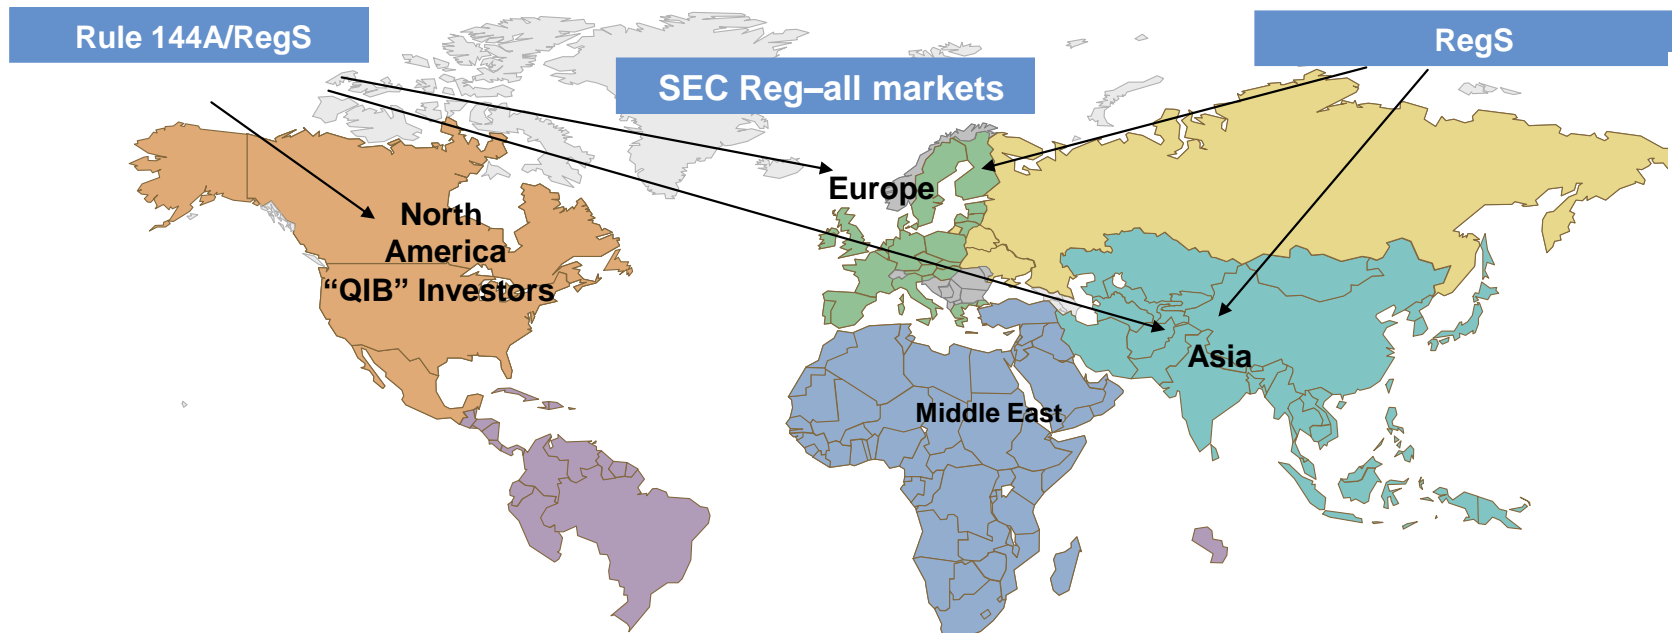 Rule 144A/RegS
RegS
SEC Reg–all markets
Europe
North
America
“QIB” Investors
Asia
Middle East